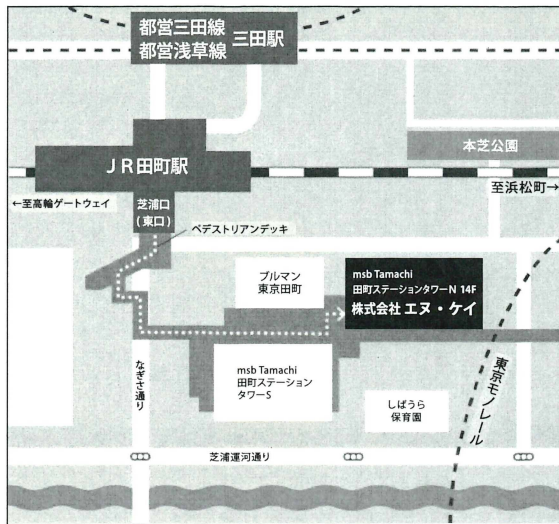 都営三田線
都営浅草線
三田駅
本芝公園
JR田町駅
至浜松町→
←至高輪ゲートウェイ
芝浦口
(東口)
ペデストリアンデッキ
プルマン
東京田町
msb Tamachi
田町ステーションタワーN 14F
株式会社 エヌ・ケイ
なぎさ通り
msb Tamachi
田町ステーション
タワーS
しばうら
保育園
東京モノレール
芝浦運河通り